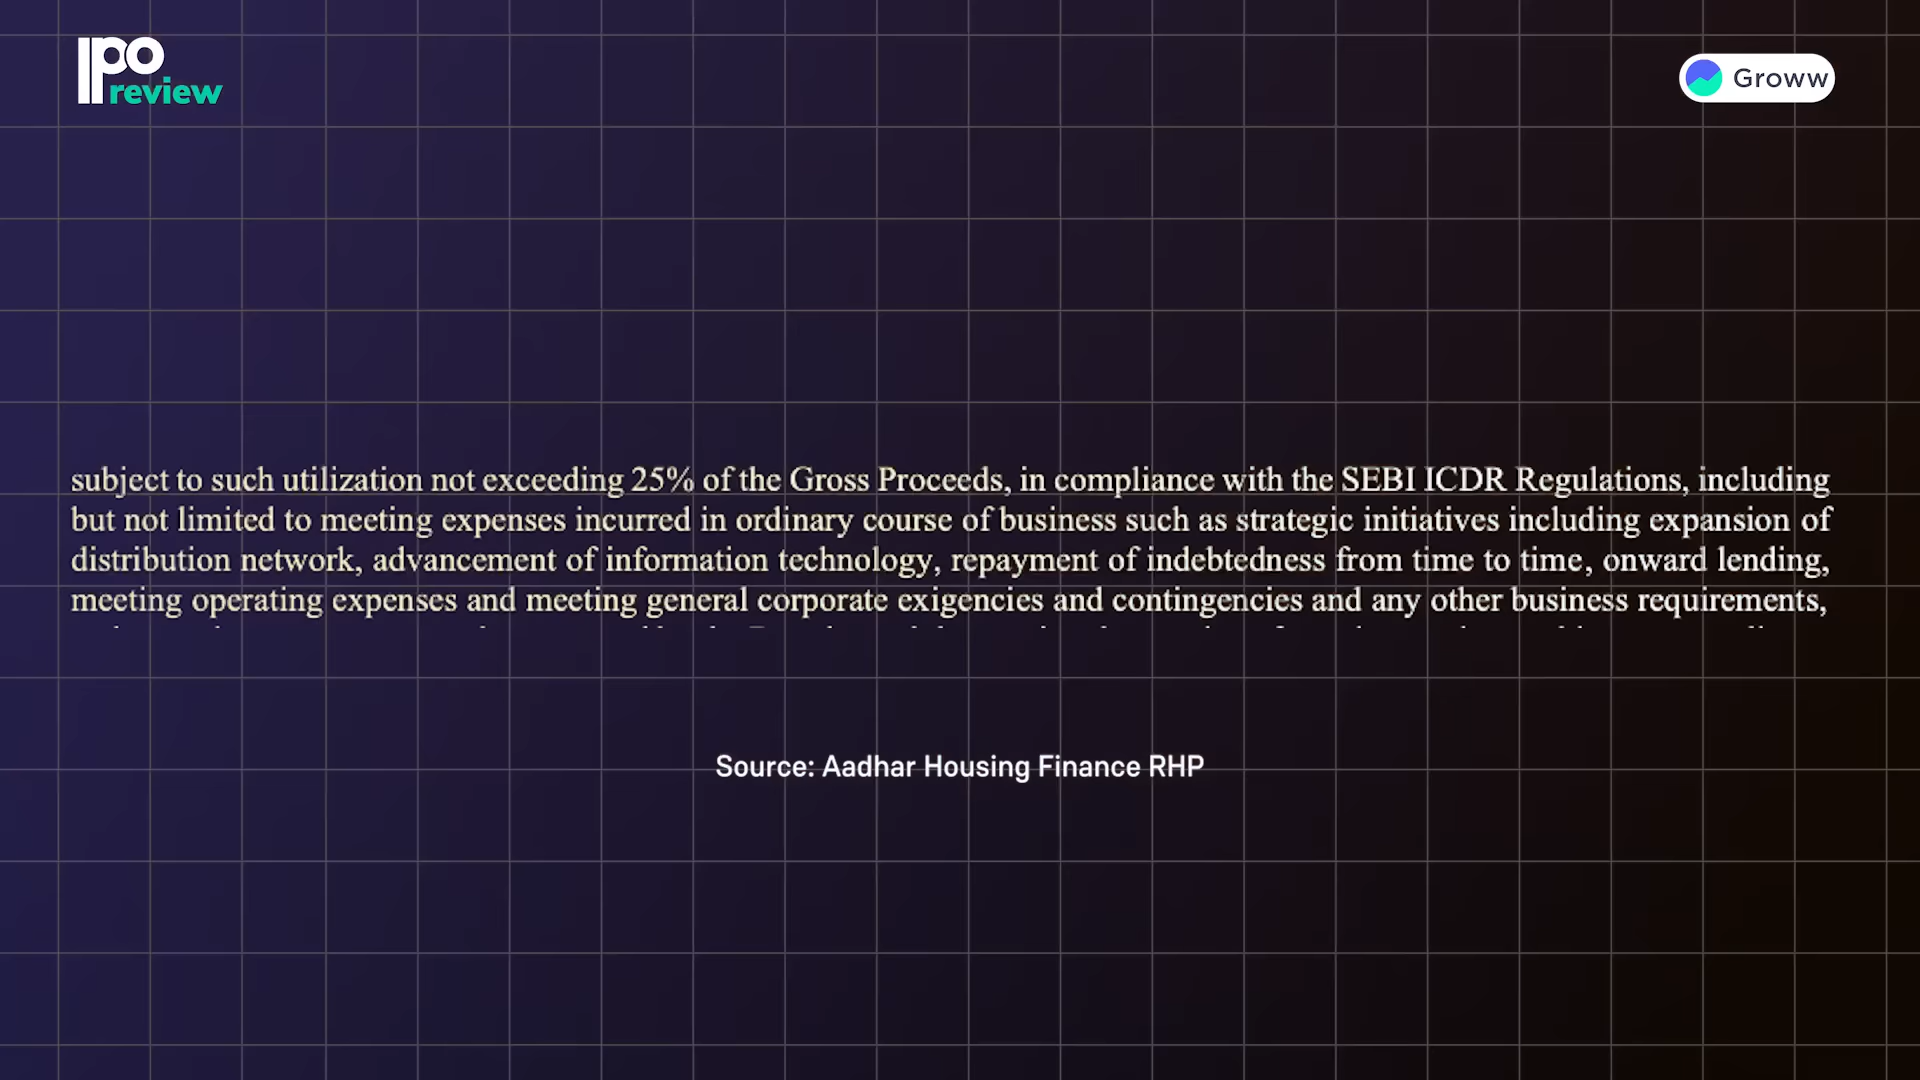 IPO
review
Groww
subject to such utilization not exceeding 25% of the Gross Proceeds, in compliance with the SEBI ICDR Regulations, including
but not limited to meeting expenses incurred in ordinary course of business such as strategic initiatives including expansion of
distribution network, advancement of information technology, repayment of indebtedness from time to time, onward lending,
meeting operating expenses and meeting general corporate exigencies and contingencies and any other business requirements,
Source: Aadhar Housing Finance RHP